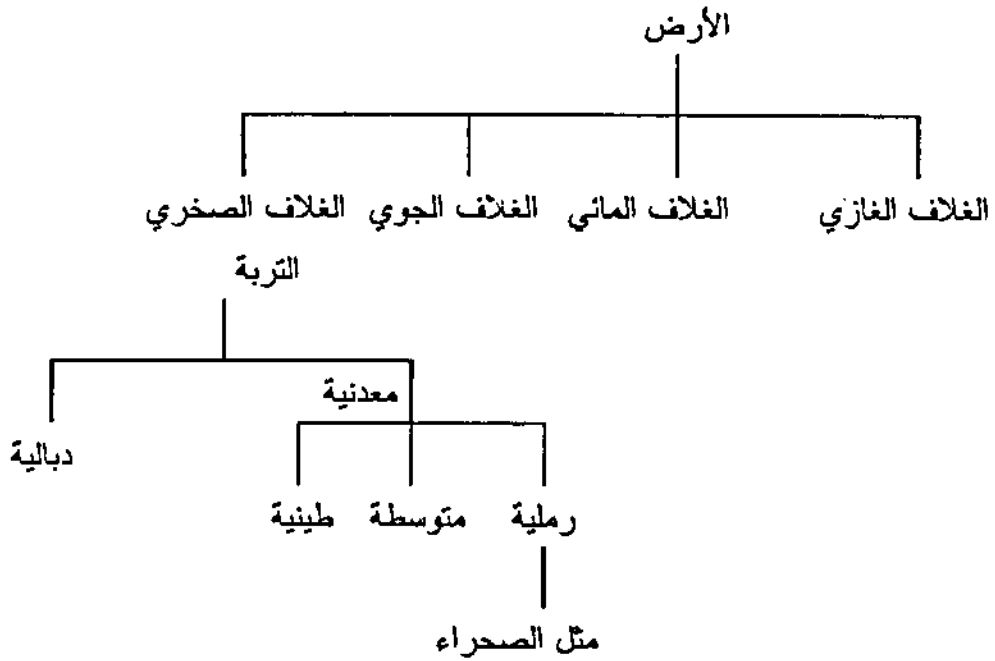 الأرض
الغلاف الغازي الغلاف المائي الغلاف الجوي الغلاف الصخري
التربة
معدنية
دبالية
رملية متوسطة طينية
مثل الصحراء